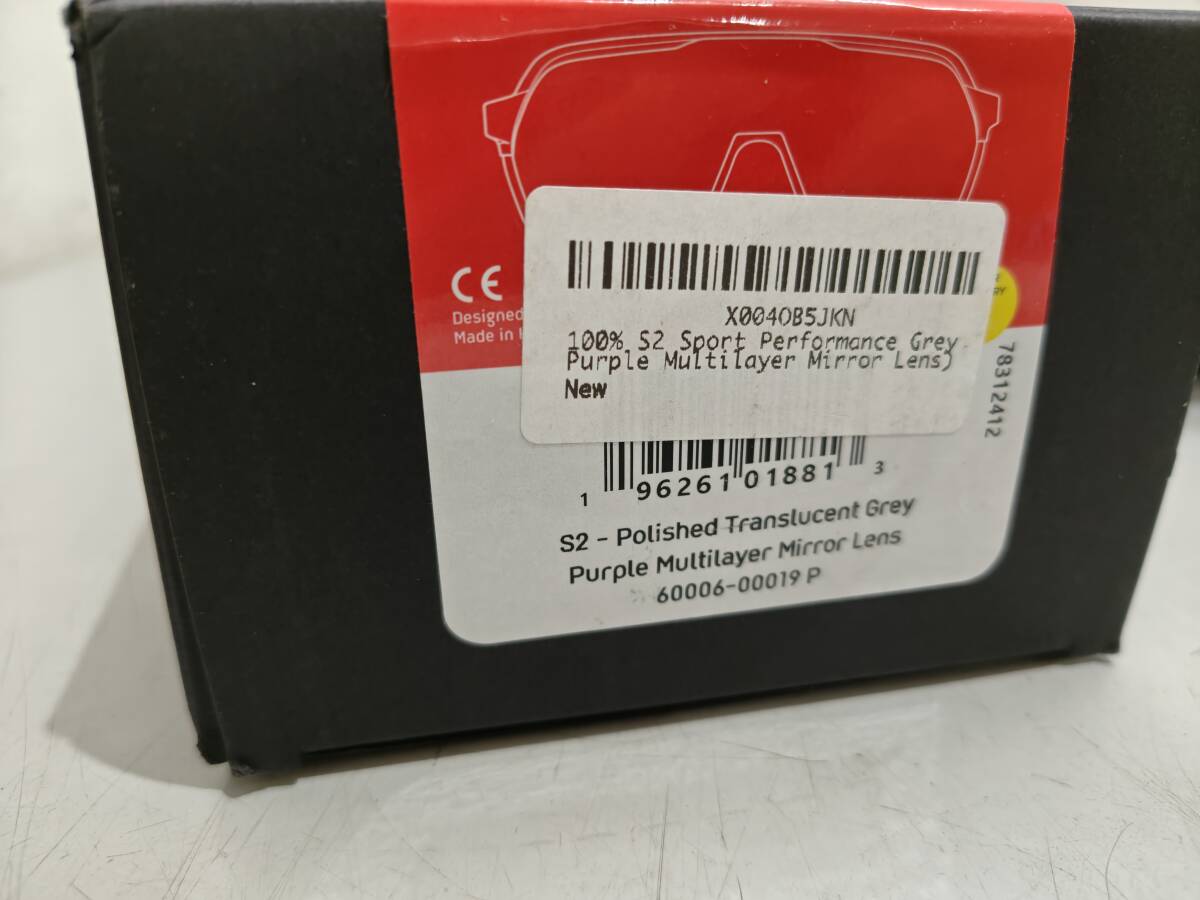 CE
Designed
Made in
X004OB5JKN
100% S2 Sport Performance Grey
Purple Multilayer Mirror Lens)
New
78312412
1 96261 01881 3
S2 - Polished Translucent Grey
Purple Multilayer Mirror Lens
60006-00019 P